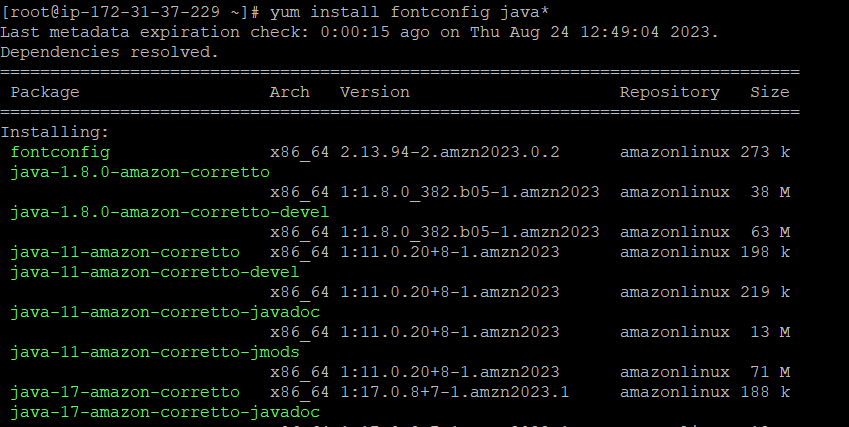 [root@ip-172-31-37-229 ~]# yum install fontconfig java*
Last metadata expiration check: 0:00:15 ago on Thu Aug 24 12:49:04 2023.
Dependencies resolved.
================================================================================
Package Arch Version Repository Size
================================================================================
Installing:
fontconfig x86_64 2.13.94-2.amzn2023.0.2 amazonlinux 273 k
java-1.8.0-amazon-corretto
x86_64 1:1.8.0_382.b05-1.amzn2023 amazonlinux 38 M
java-1.8.0-amazon-corretto-devel
x86_64 1:1.8.0_382.b05-1.amzn2023 amazonlinux 63 M
java-11-amazon-corretto x86_64 1:11.0.20+8-1.amzn2023 amazonlinux 198 k
java-11-amazon-corretto-devel
x86_64 1:11.0.20+8-1.amzn2023 amazonlinux 219 k
java-11-amazon-corretto-javadoc
x86_64 1:11.0.20+8-1.amzn2023 amazonlinux 13 M
java-11-amazon-corretto-jmods
x86_64 1:11.0.20+8-1.amzn2023 amazonlinux 71 M
java-17-amazon-corretto x86_64 1:17.0.8+7-1.amzn2023.1 amazonlinux 188 k
java-17-amazon-corretto-javadoc